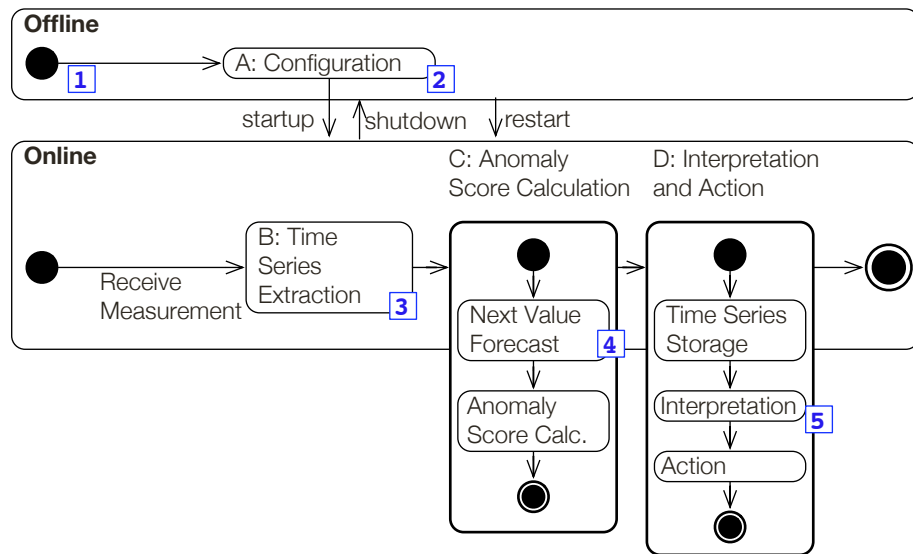 Offline
1
A: Configuration
2
startup
shutdown
restart
Online
C: Anomaly
Score Calculation
D: Interpretation
and Action
Receive
Measurement
B: Time
Series
Extraction
3
Next Value
Forecast
4
Anomaly
Score Calc.
Time Series
Storage
Interpretation
5
Action